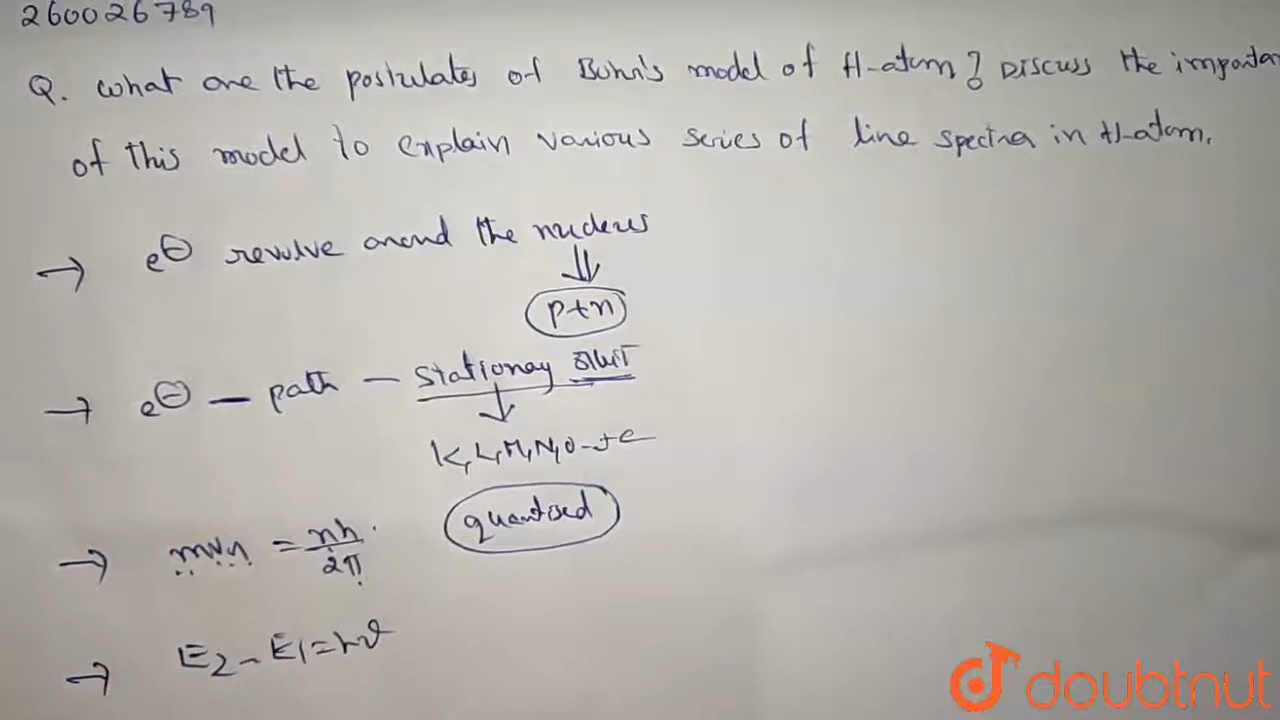 260026789
Q. What are the postulates of Bohr's model of H-atom? Discuss the importan
of this model to explain various series of line spectra in H-atom.
→ e⊖ revolve around the nucleus
⇓
p+n
→ e⊖ — path — Stationary orbit
↓
K, L, M, N, O -
quantised
→ mvr = nh/2π
→ E2 - E1 = hν
doubtnut